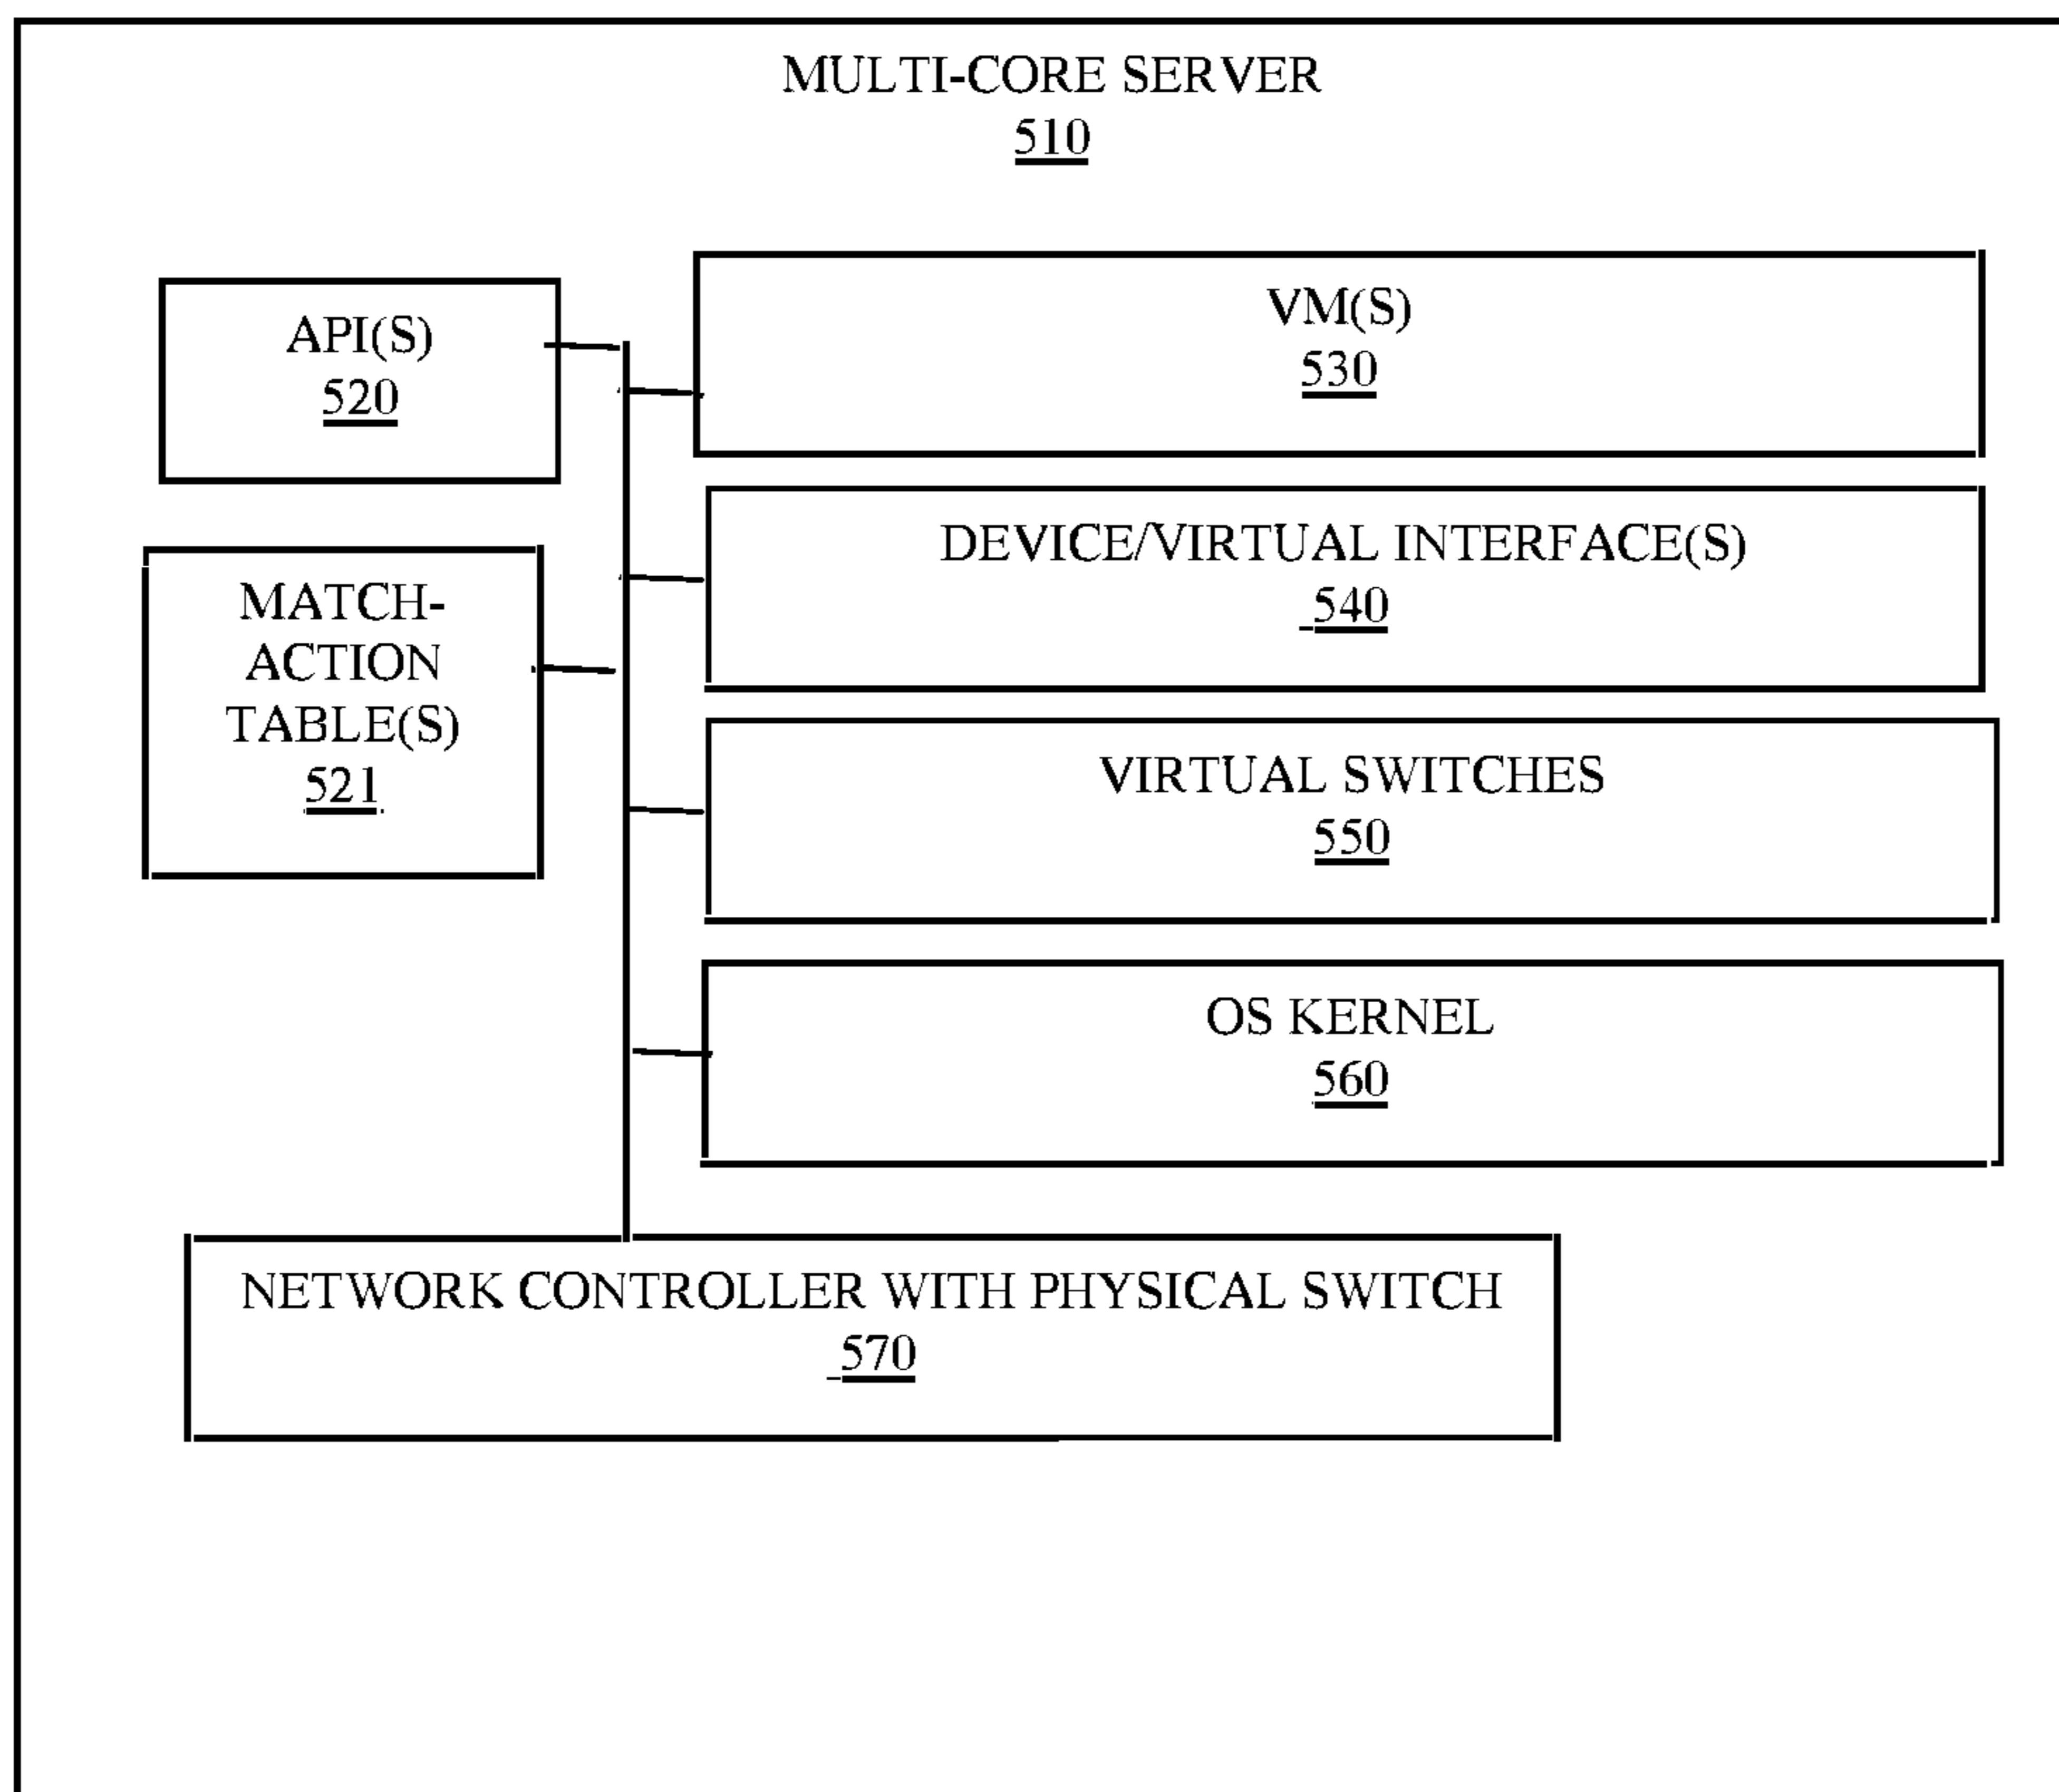 MULTI-CORE SERVER
510
API(S)
520
VM(S)
530
DEVICE/VIRTUAL INTERFACE(S)
540
MATCH-
ACTION
TABLE(S)
521
VIRTUAL SWITCHES
550
OS KERNEL
560
NETWORK CONTROLLER WITH PHYSICAL SWITCH
570